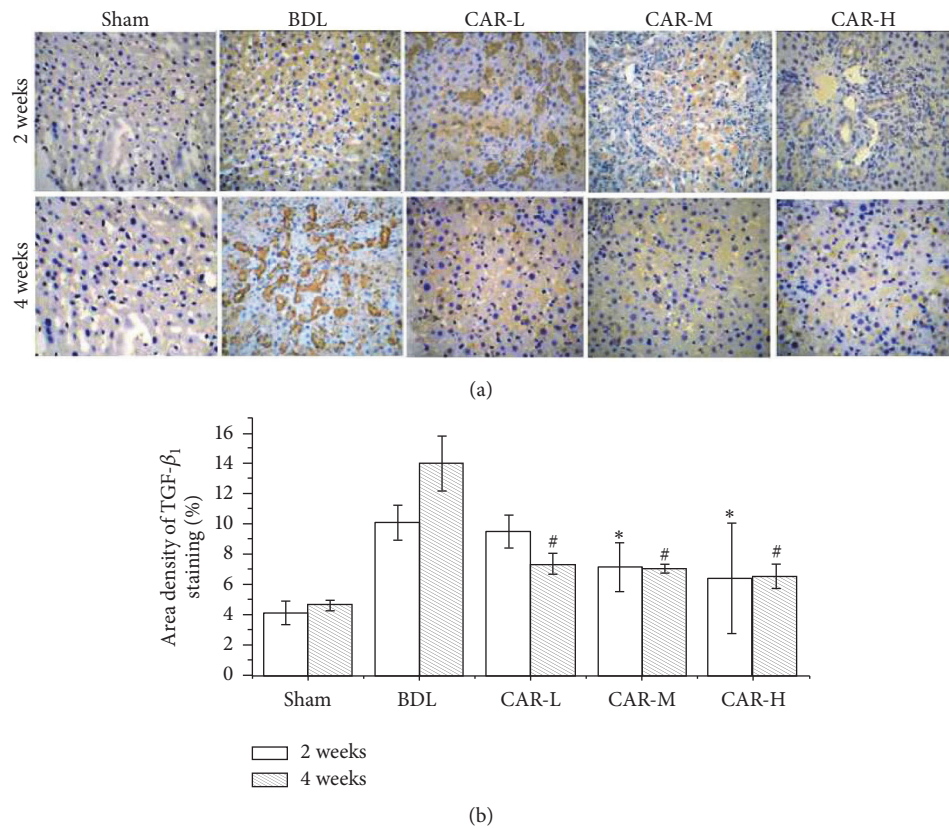 Sham BDL CAR-L CAR-M CAR-H
2 weeks
4 weeks
(a)
Area density of TGF-β₁
staining (%)
16
14
12
10
8
6
4
2
0
* *
# # #
Sham BDL CAR-L CAR-M CAR-H
2 weeks
4 weeks
(b)